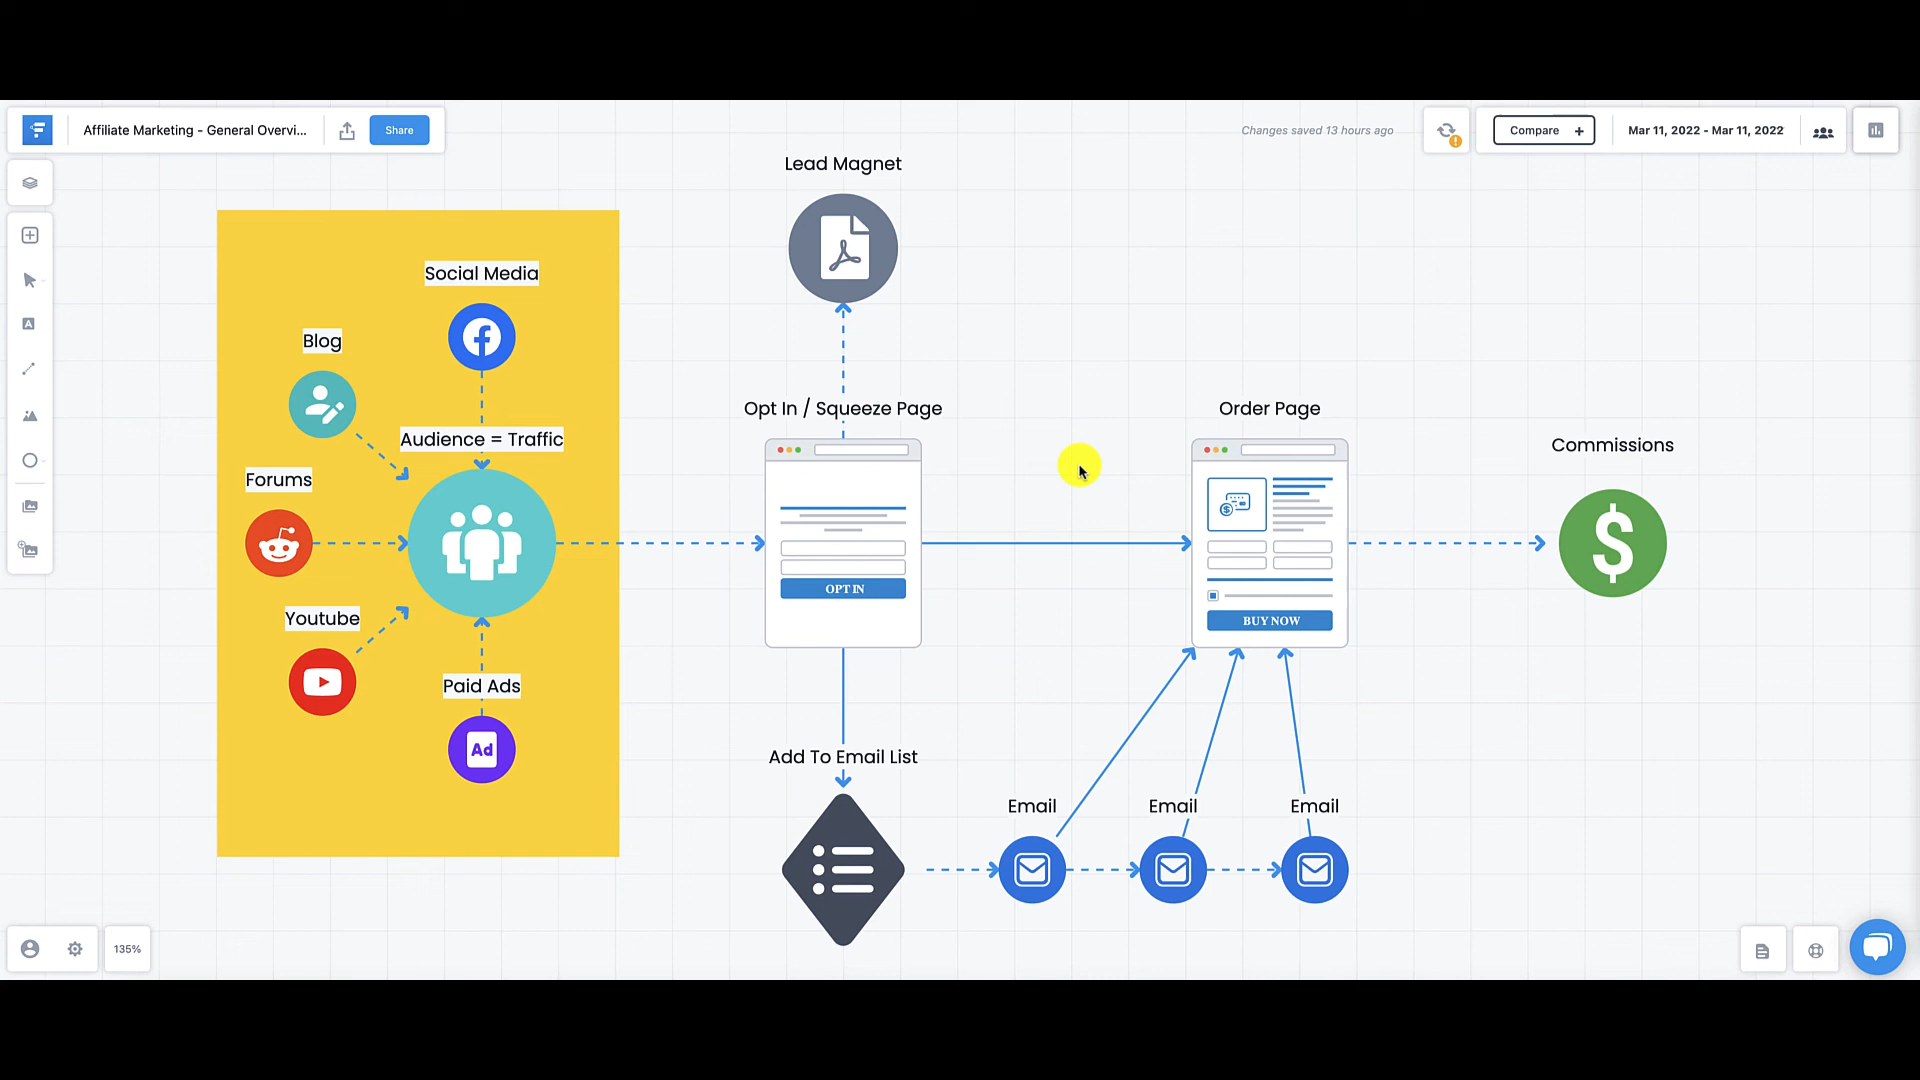 Affiliate Marketing - General Overvi...
Share
Changes saved 13 hours ago
Compare +
Mar 11, 2022 - Mar 11, 2022
Lead Magnet
Social Media
Blog
Audience = Traffic
Forums
Youtube
Paid Ads
Ad
Opt In / Squeeze Page
OPT IN
Order Page
BUY NOW
Commissions
Add To Email List
Email
Email
Email
135%